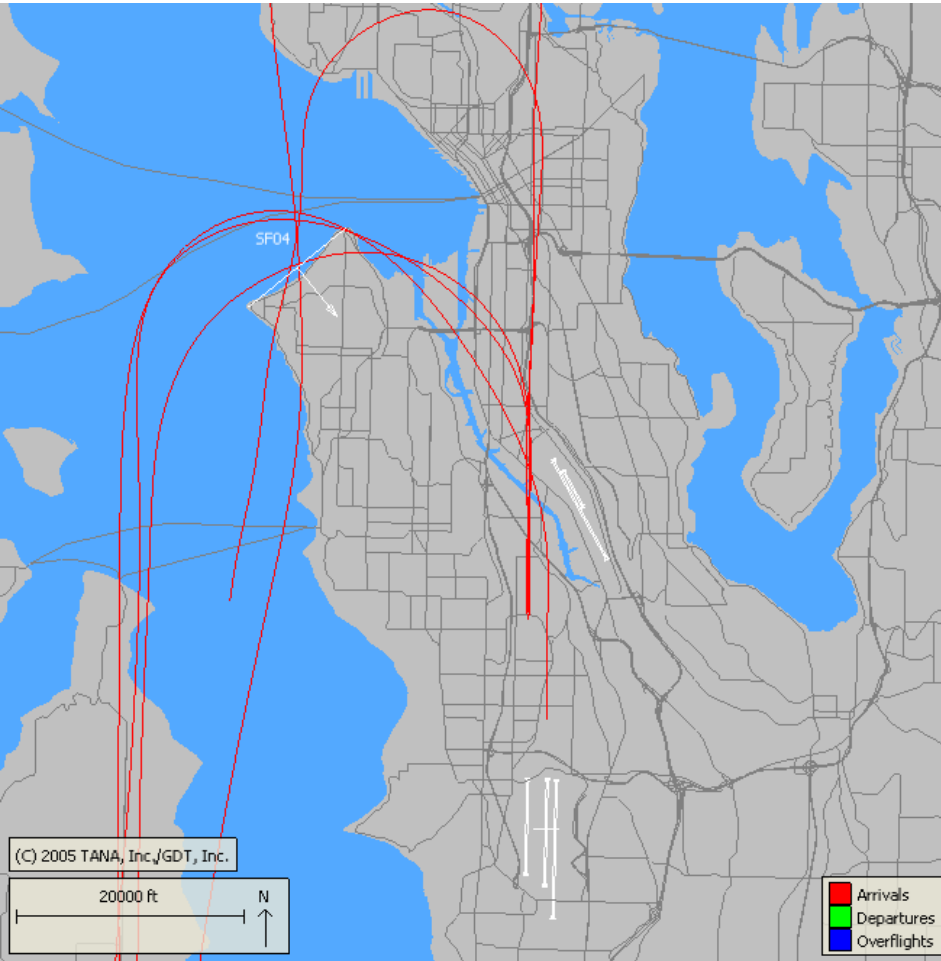 SF04
(C) 2005 TANA, Inc./GDT, Inc.
20000 ft
N
Arrivals
Departures
Overflights